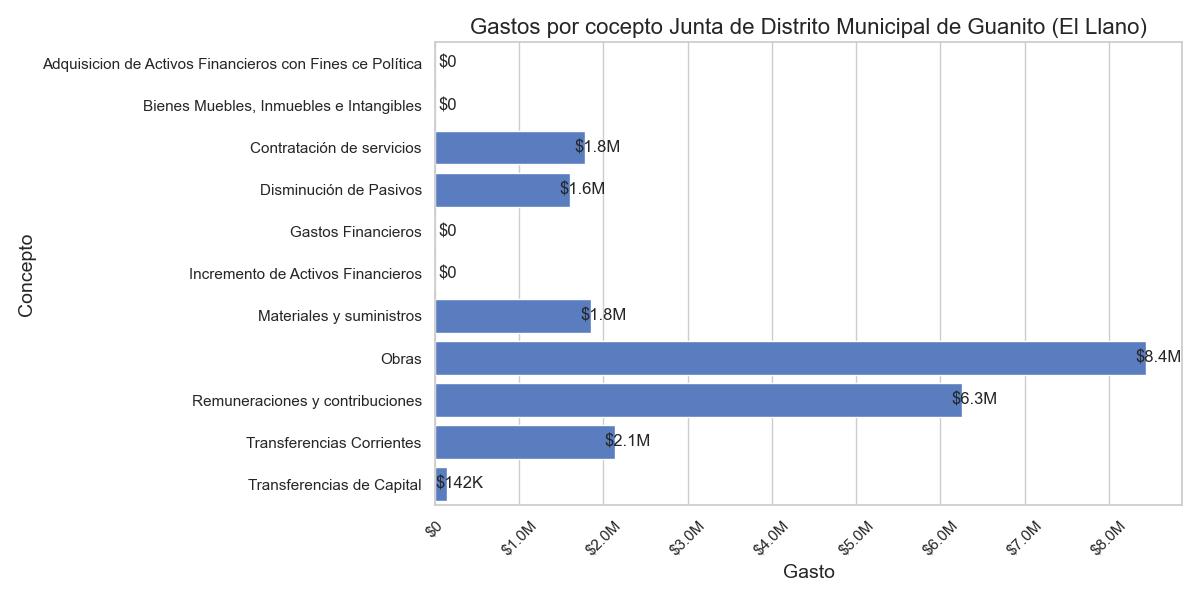 Gastos por cocepto Junta de Distrito Municipal de Guanito (El Llano)
Concepto
Adquisicion de Activos Financieros con Fines ce Política $0
Bienes Muebles, Inmuebles e Intangibles $0
Contratación de servicios $1.8M
Disminución de Pasivos $1.6M
Gastos Financieros $0
Incremento de Activos Financieros $0
Materiales y suministros $1.8M
Obras $8.4M
Remuneraciones y contribuciones $6.3M
Transferencias Corrientes $2.1M
Transferencias de Capital $142K
$0 $1.0M $2.0M $3.0M $4.0M $5.0M $6.0M $7.0M $8.0M
Gasto